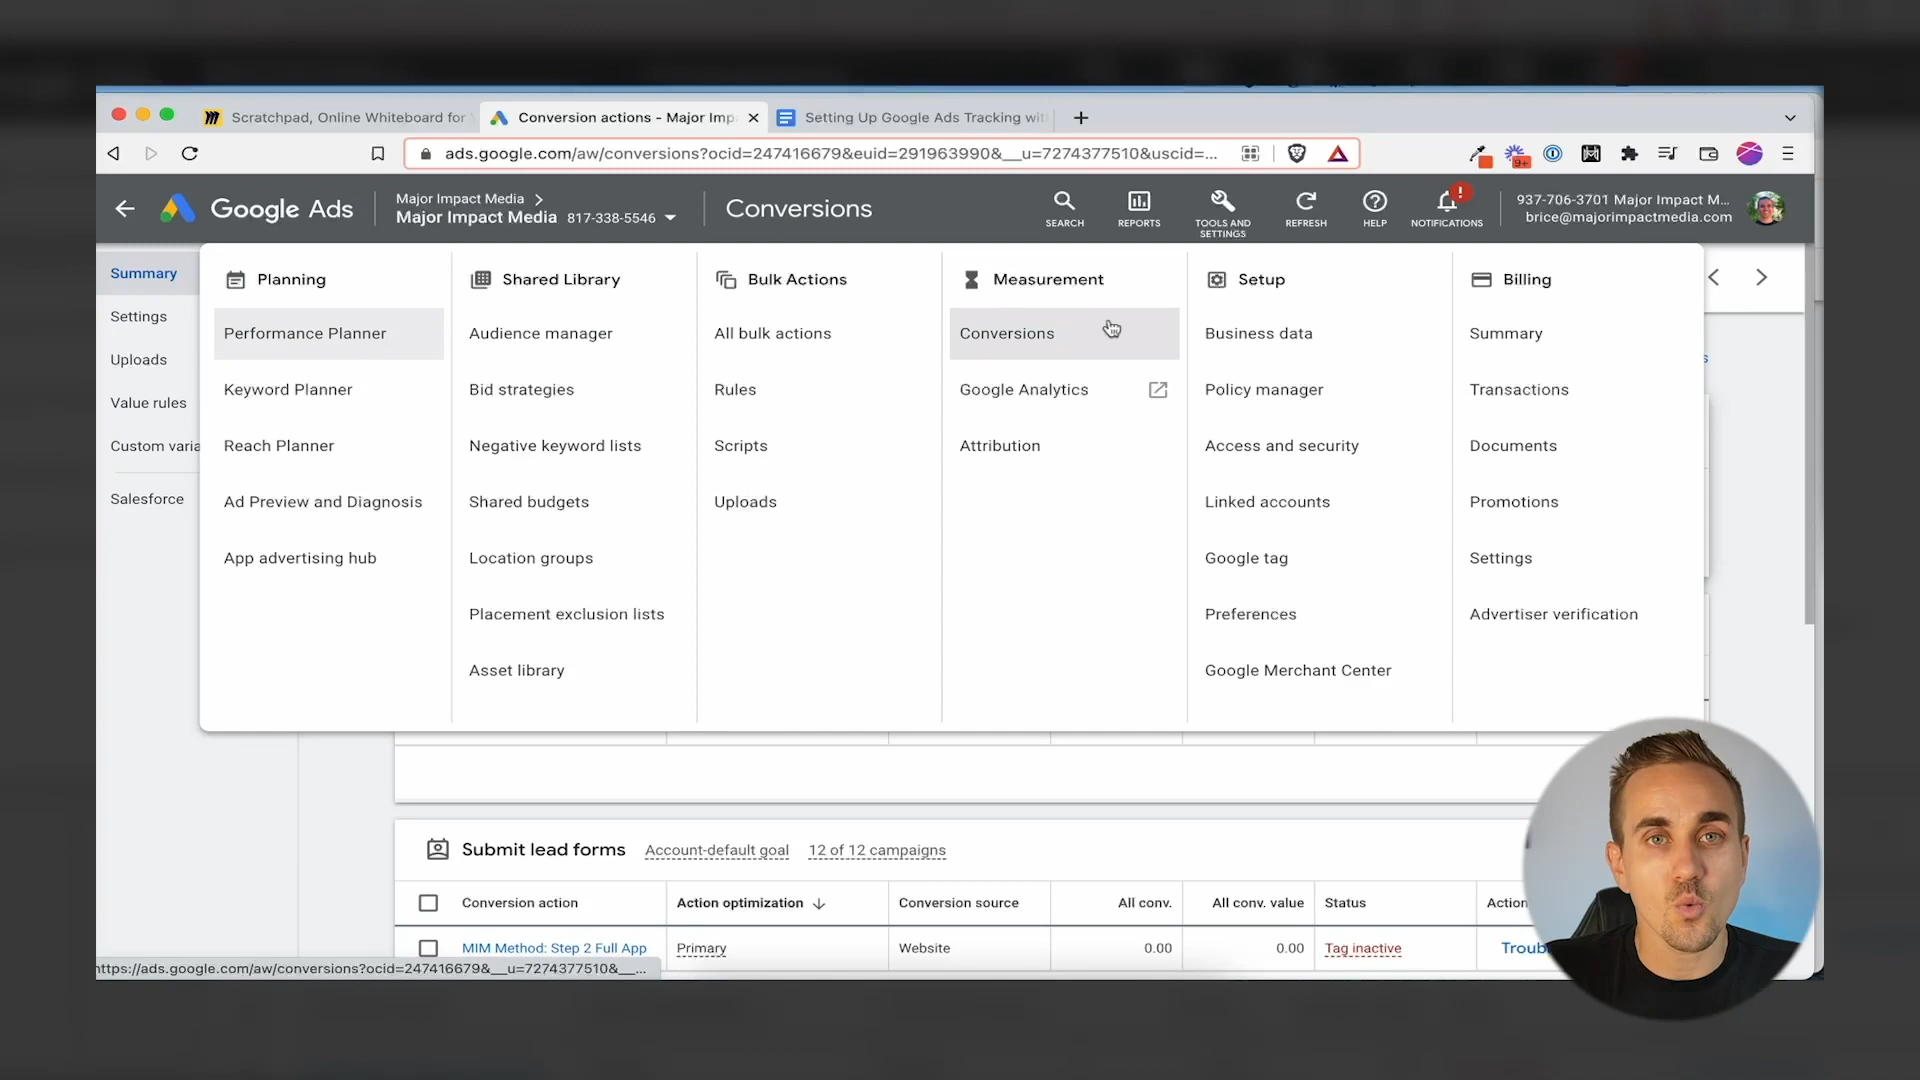 Scratchpad, Online Whiteboard for
Conversion actions - Major Imp
Setting Up Google Ads Tracking wit
ads.google.com/aw/conversions?ocid=247416679&euid=291963990&__u=7274377510&uscid=...
9+
Google Ads
Major Impact Media
Major Impact Media 817-338-5546
Conversions
SEARCH
REPORTS
TOOLS AND
SETTINGS
REFRESH
HELP
!
NOTIFICATIONS
937-706-3701 Major Impact M...
brice@majorimpactmedia.com
Summary
Settings
Uploads
Value rules
Custom varia
Salesforce
Planning
Performance Planner
Keyword Planner
Reach Planner
Ad Preview and Diagnosis
App advertising hub
Shared Library
Audience manager
Bid strategies
Negative keyword lists
Shared budgets
Location groups
Placement exclusion lists
Asset library
Bulk Actions
All bulk actions
Rules
Scripts
Uploads
Measurement
Conversions
Google Analytics
Attribution
Setup
Business data
Policy manager
Access and security
Linked accounts
Google tag
Preferences
Google Merchant Center
Billing
Summary
Transactions
Documents
Promotions
Settings
Advertiser verification
s
Submit lead forms Account-default goal 12 of 12 campaigns
Conversion action Action optimization Conversion source All conv. All conv. value Status Action
MIM Method: Step 2 Full App Primary Website 0.00 0.00 Tag inactive Troub
https://ads.google.com/aw/conversions?ocid=247416679&__u=7274377510&__...